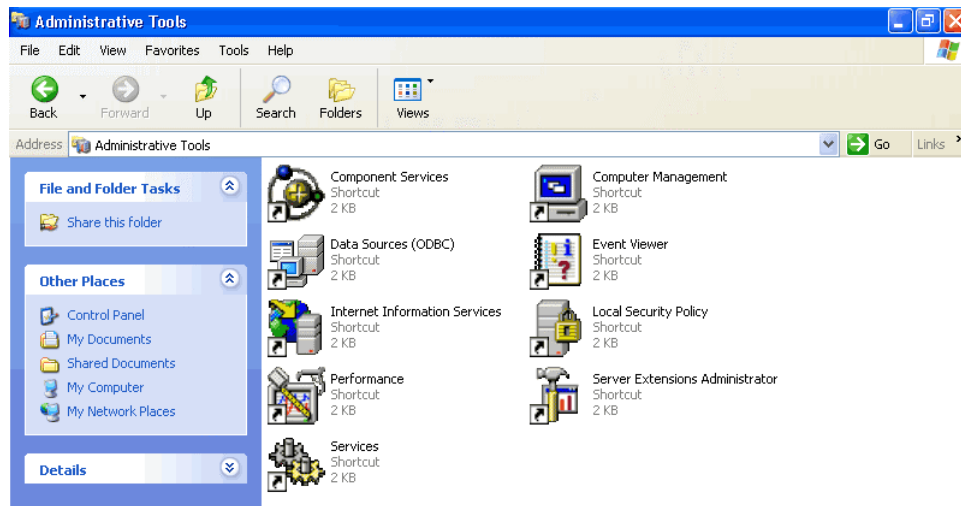 Administrative Tools
File Edit View Favorites Tools Help
Back Forward Up Search Folders Views
Address Administrative Tools Go Links
File and Folder Tasks
Share this folder
Other Places
Control Panel
My Documents
Shared Documents
My Computer
My Network Places
Details
Component Services
Shortcut
2 KB
Computer Management
Shortcut
2 KB
Data Sources (ODBC)
Shortcut
2 KB
Event Viewer
Shortcut
2 KB
Internet Information Services
Shortcut
2 KB
Local Security Policy
Shortcut
2 KB
Performance
Shortcut
2 KB
Server Extensions Administrator
Shortcut
2 KB
Services
Shortcut
2 KB